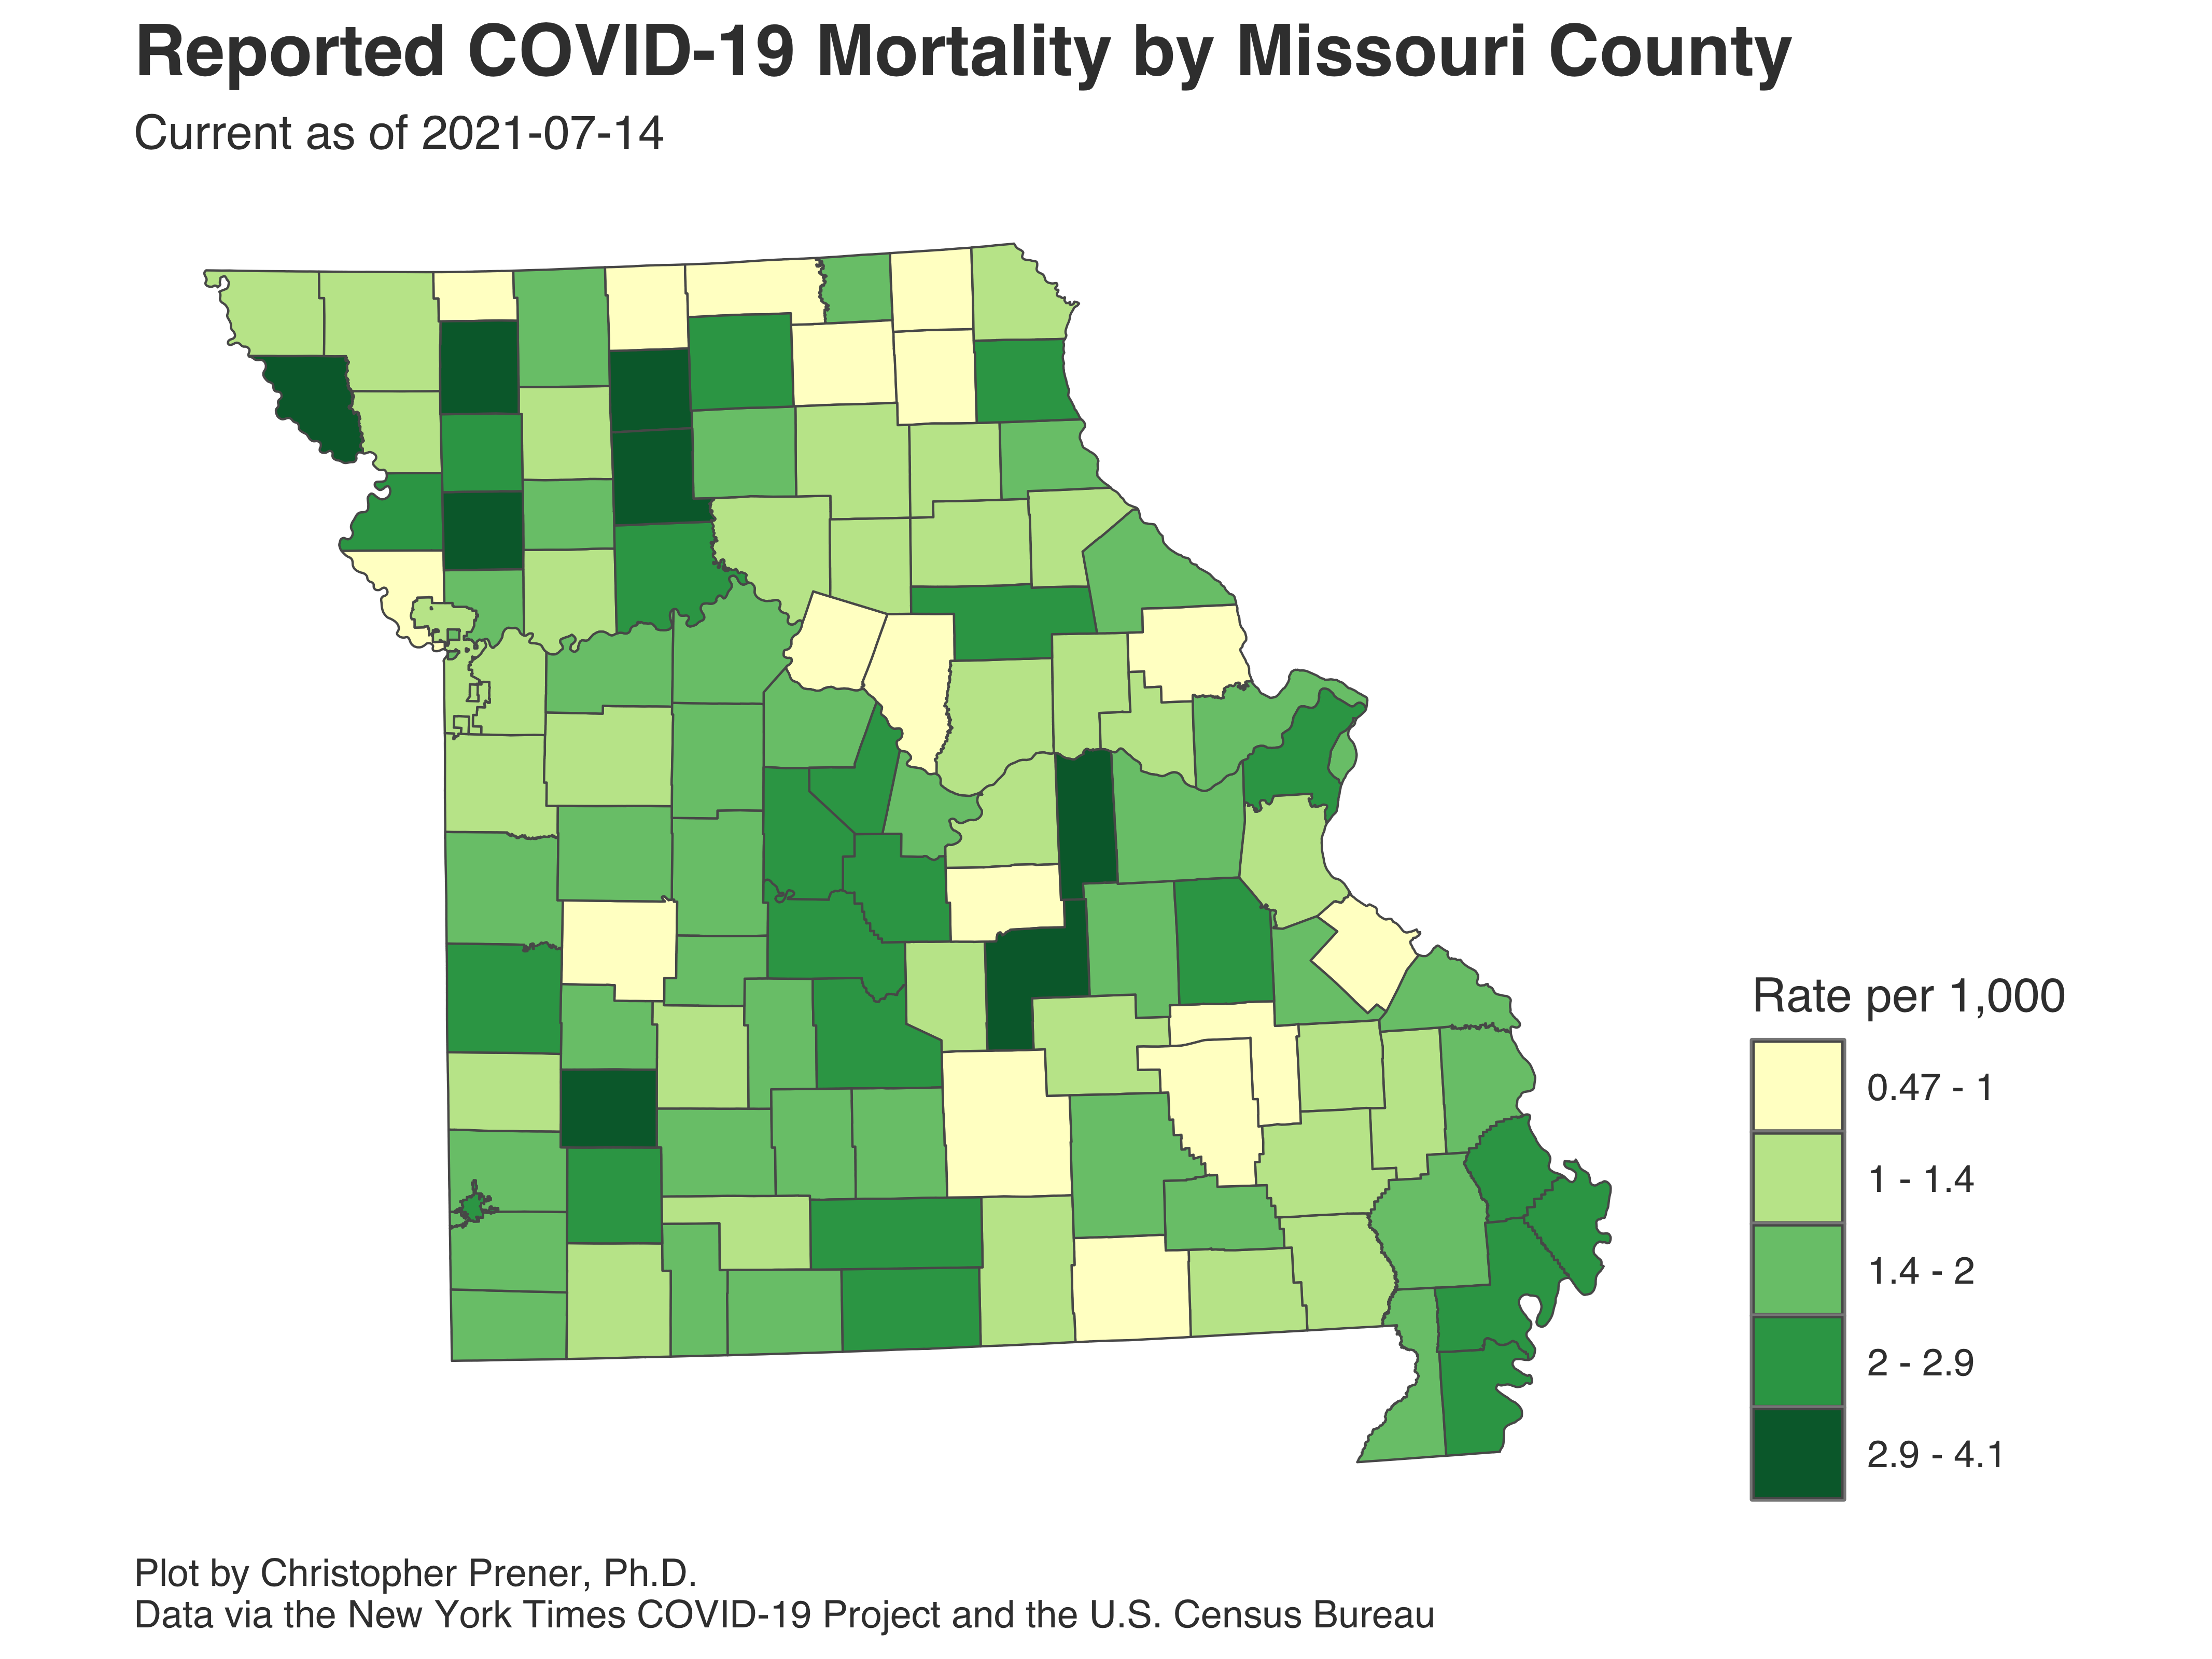 Reported COVID-19 Mortality by Missouri County
Current as of 2021-07-14
Rate per 1,000
0.47 - 1
1 - 1.4
1.4 - 2
2 - 2.9
2.9 - 4.1
Plot by Christopher Prener, Ph.D.
Data via the New York Times COVID-19 Project and the U.S. Census Bureau